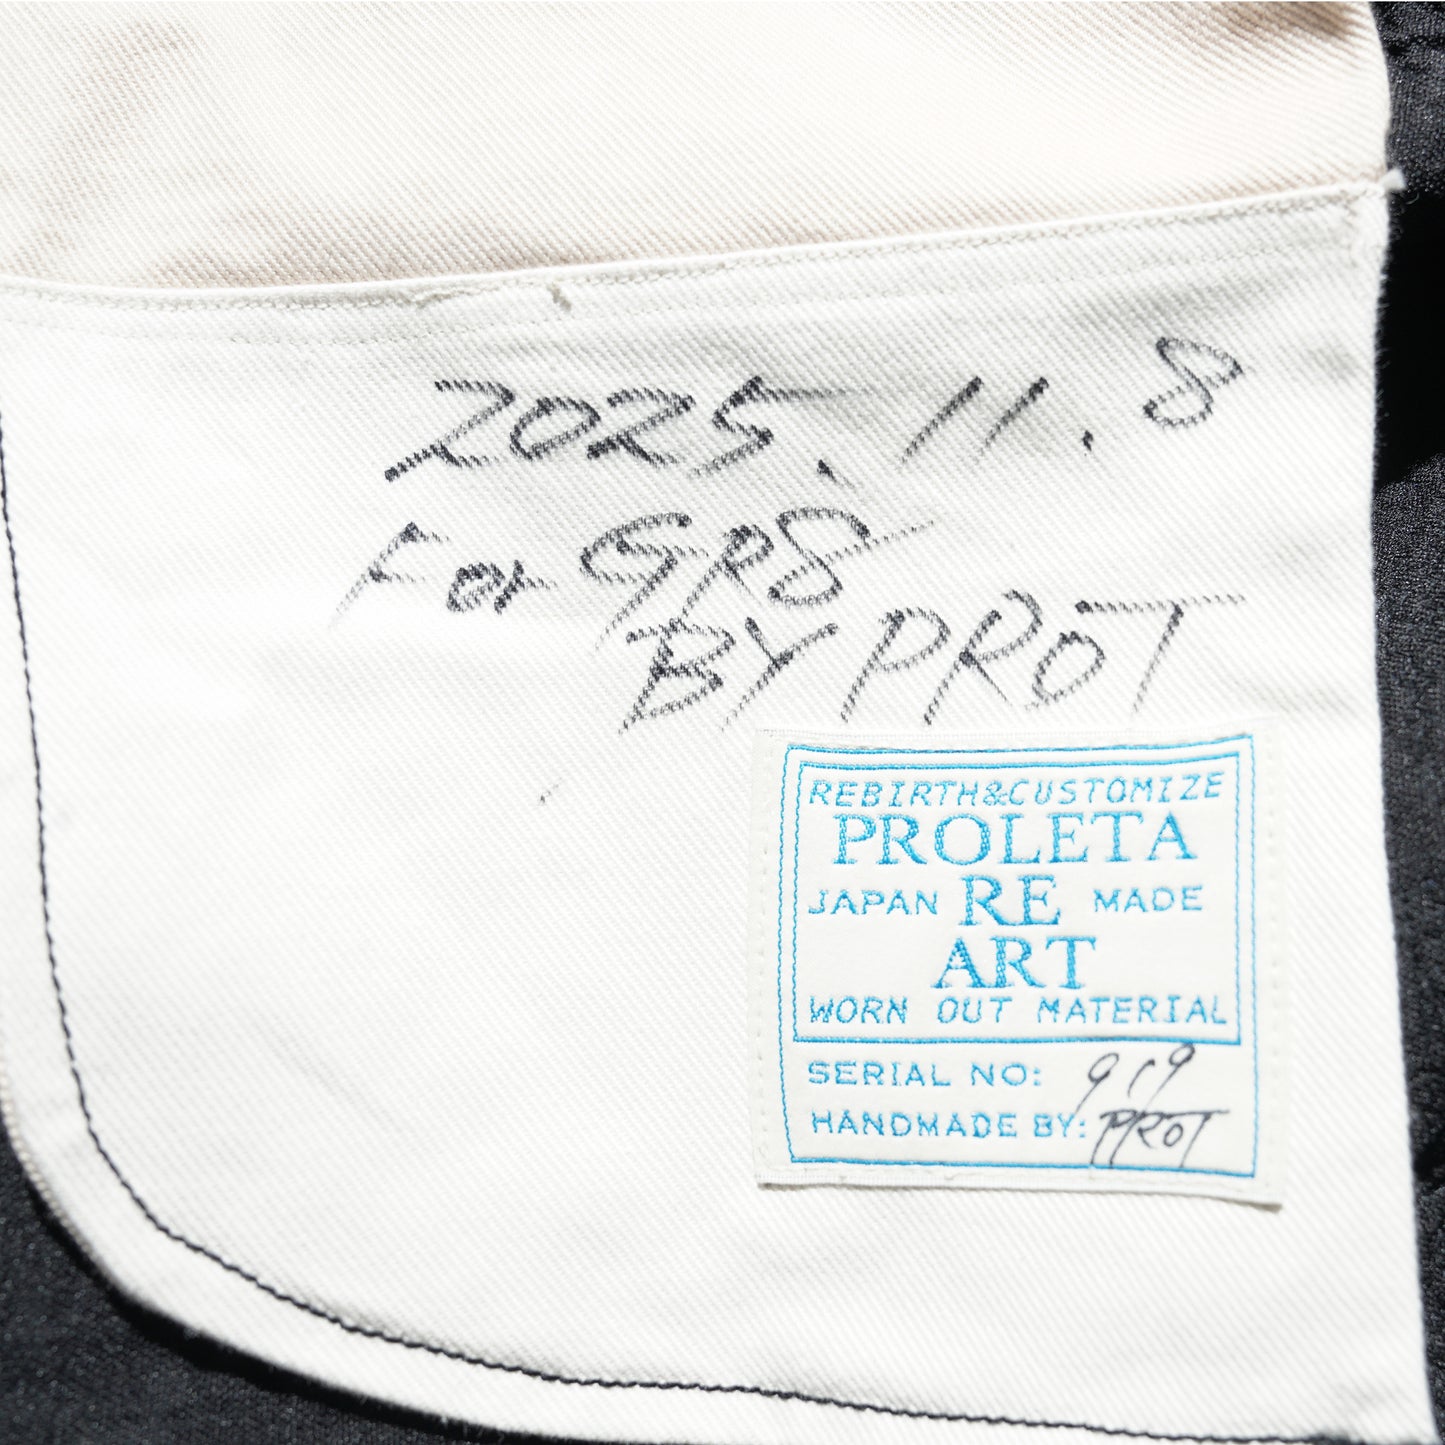 2025.11.8
For GRS
BY PROT
REBIRTH&CUSTOMIZE
PROLETA
JAPAN RE MADE
ART
WORN OUT MATERIAL
SERIAL NO: 919
HANDMADE BY: PROT